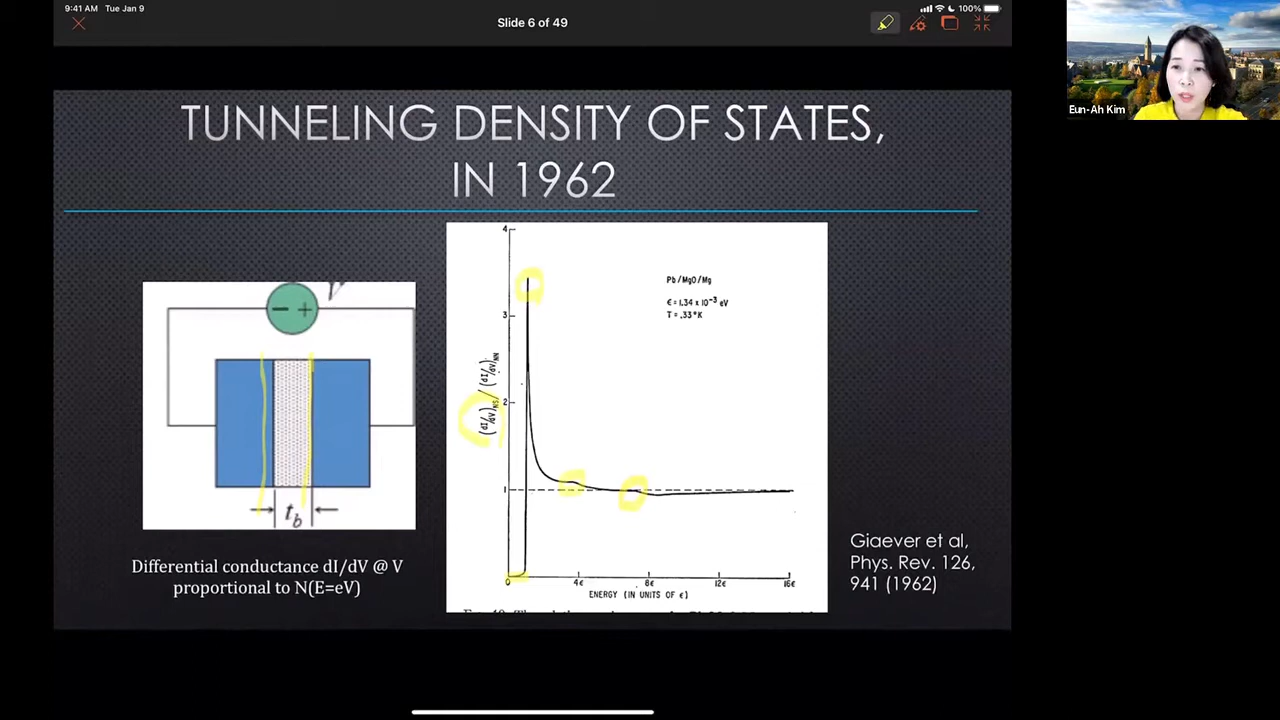 9:41 AM Tue Jan 9
100%
Slide 6 of 49
Eun-Ah Kim
TUNNELING DENSITY OF STATES,
IN 1962
V
- +
t_b
Differential conductance dI/dV @ V
proportional to N(E=eV)
4
3
2
1
0
4ϵ
8ϵ
12ϵ
16ϵ
(dI/dV)NS / (dI/dV)NN
Pb/MgO/Mg
ϵ = 1.34 x 10⁻³ eV
T = .33°K
ENERGY (IN UNITS OF ϵ)
Giaever et al,
Phys. Rev. 126,
941 (1962)